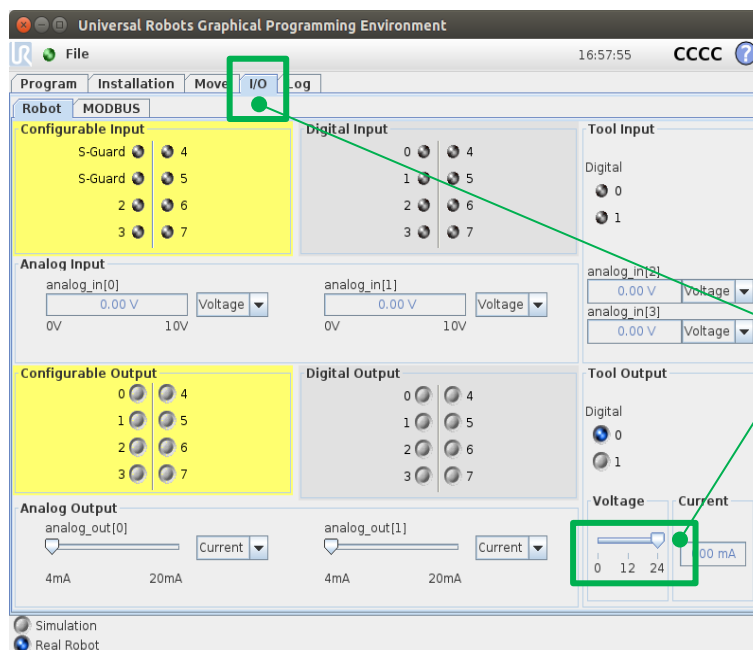 Universal Robots Graphical Programming Environment
UR File 16:57:55 CCCC ?
Program Installation Move I/O Log
Robot MODBUS
Configurable Input
S-Guard 4
S-Guard 5
2 6
3 7
Digital Input
0 4
1 5
2 6
3 7
Tool Input
Digital
0
1
analog_in[2]
0.00 V Voltage
analog_in[3]
0.00 V Voltage
Analog Input
analog_in[0]
0.00 V Voltage
0V 10V
analog_in[1]
0.00 V Voltage
0V 10V
Configurable Output
0 4
1 5
2 6
3 7
Digital Output
0 4
1 5
2 6
3 7
Tool Output
Digital
0
1
Voltage
0 12 24
Current
mA
Analog Output
analog_out[0]
Current
4mA 20mA
analog_out[1]
Current
4mA 20mA
Simulation
Real Robot